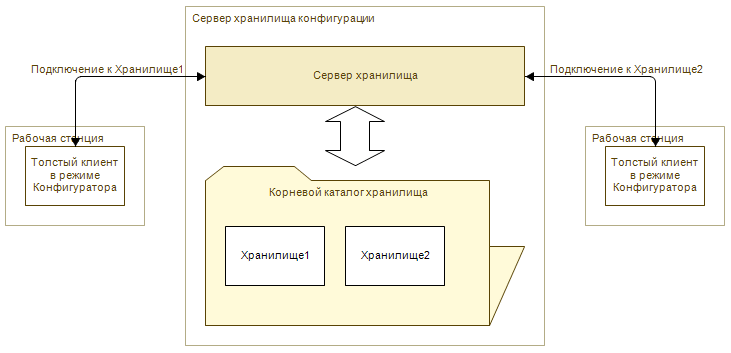 Сервер хранилища конфигурации
Сервер хранилища
Подключение к Хранилище1
Подключение к Хранилище2
Рабочая станция
Толстый клиент
в режиме
Конфигуратора
Рабочая станция
Толстый клиент
в режиме
Конфигуратора
Корневой каталог хранилища
Хранилище1
Хранилище2